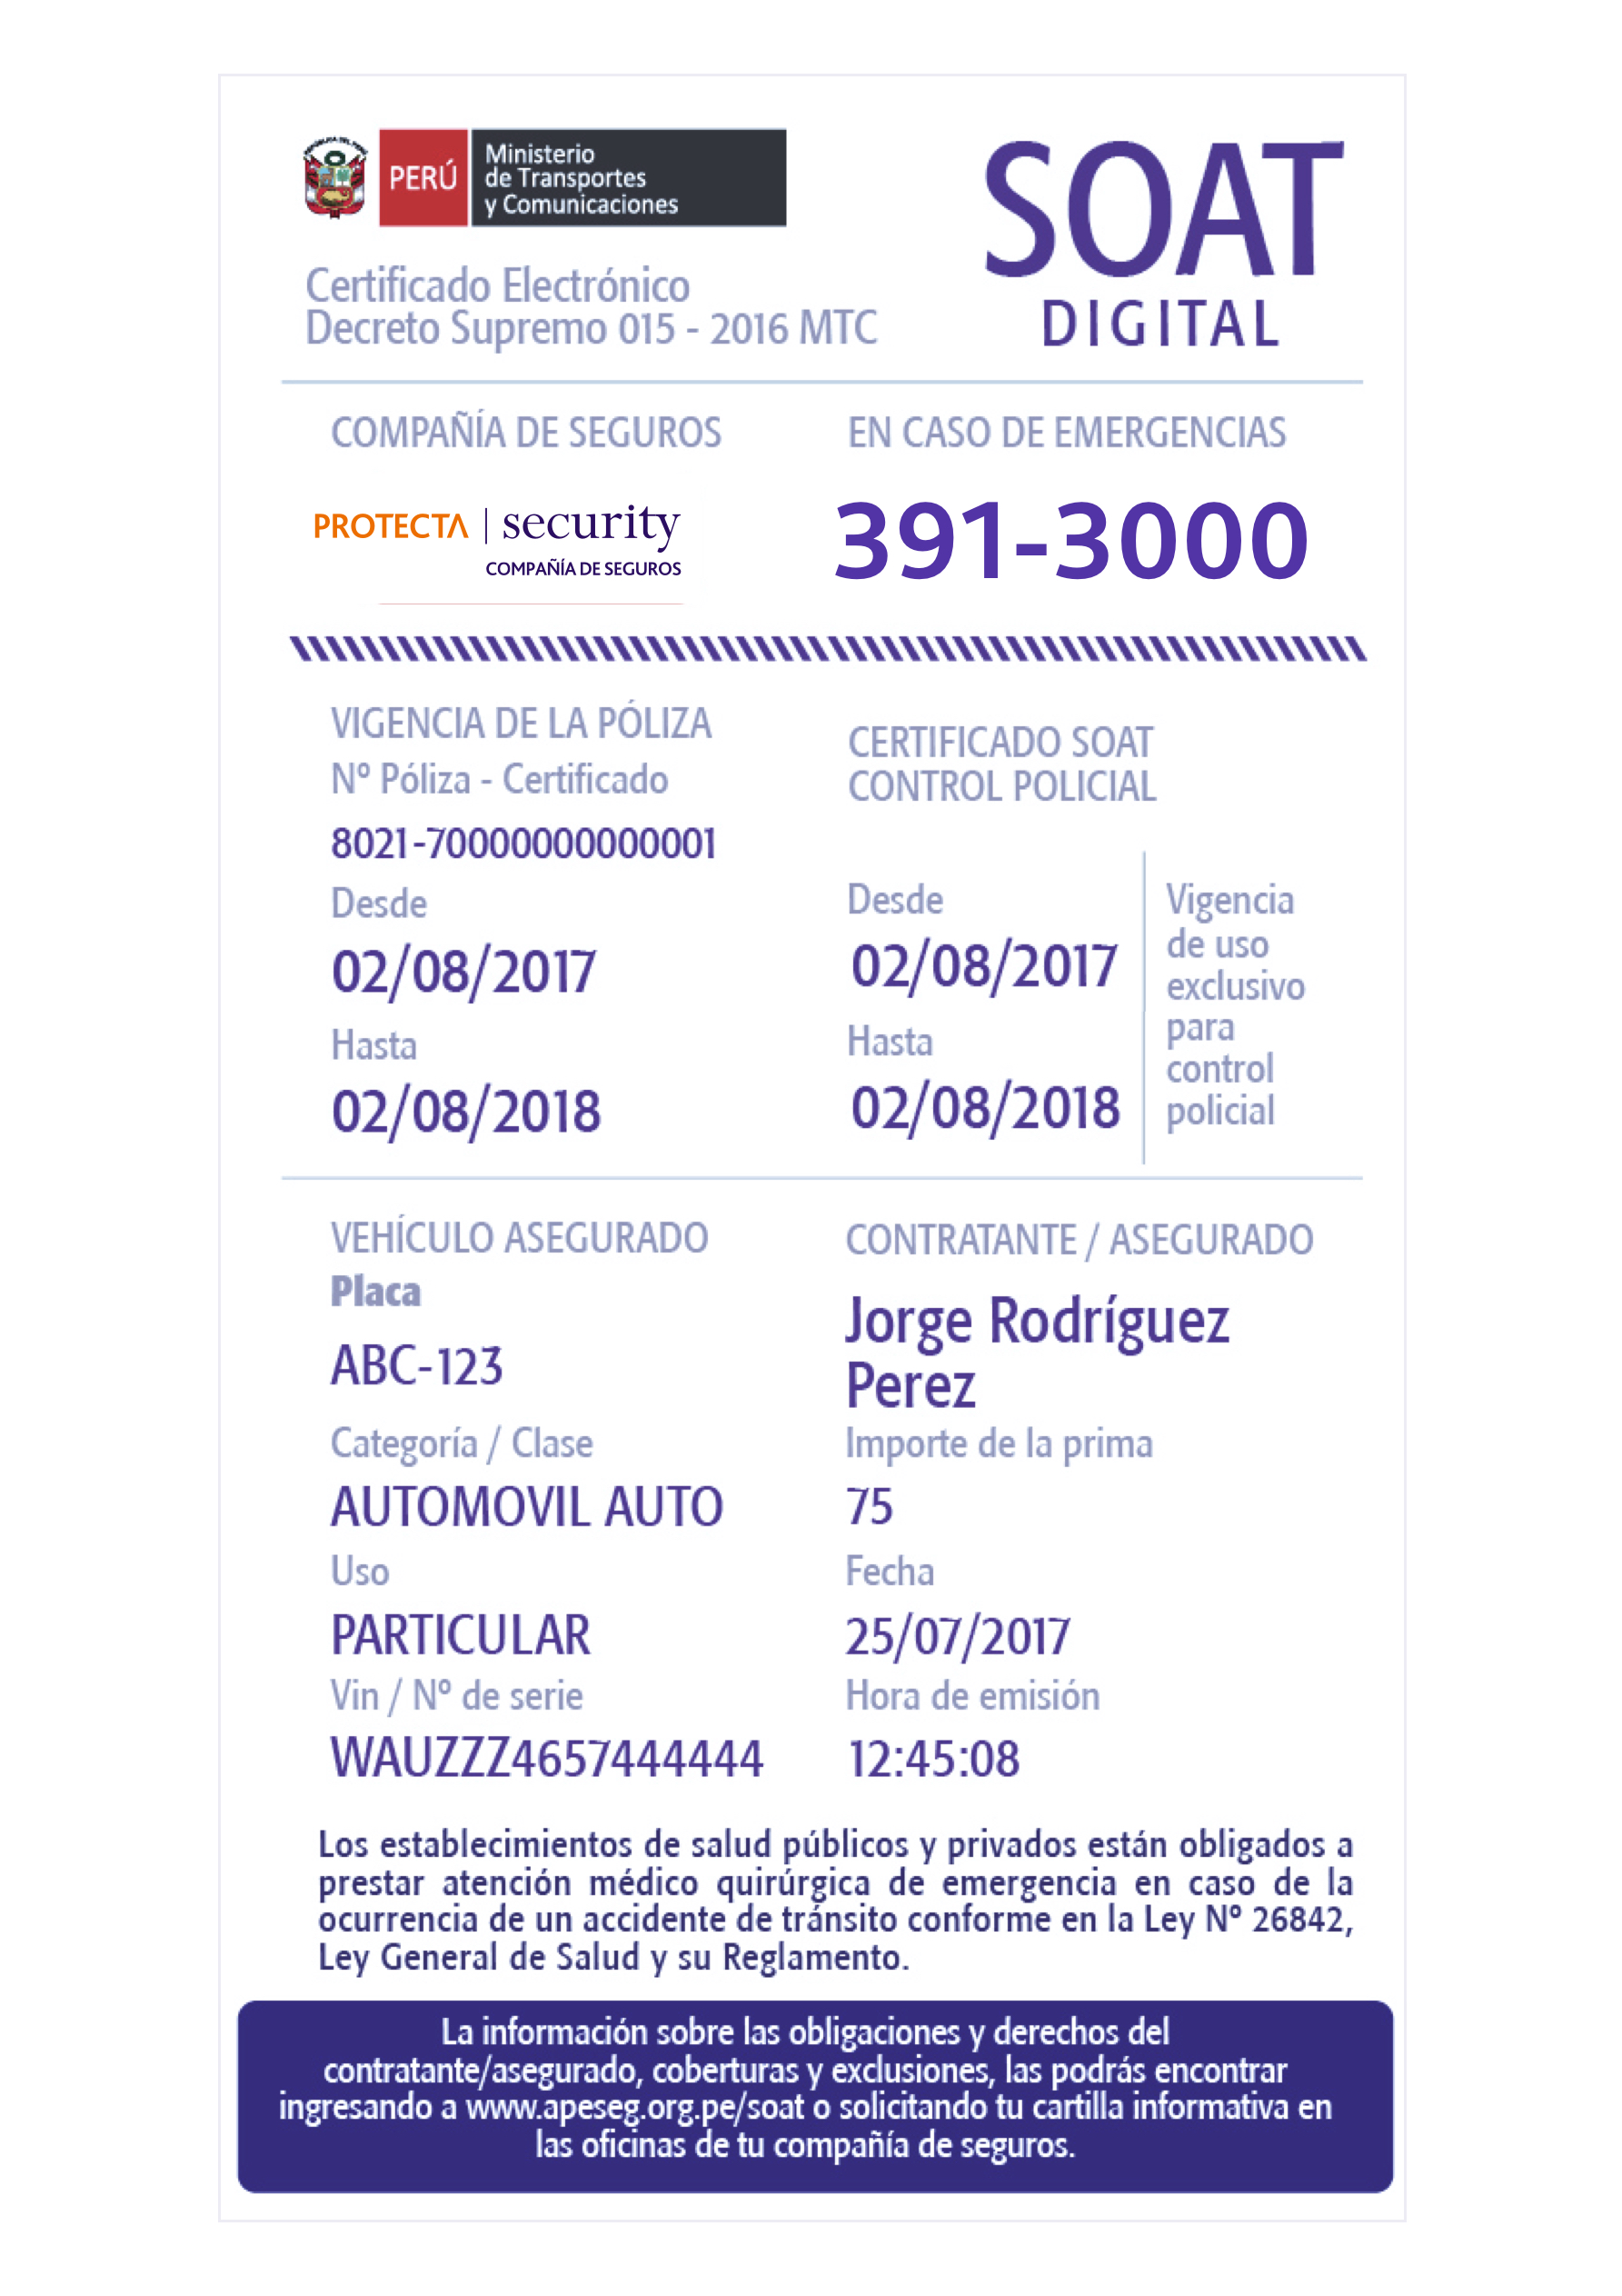 PERÚ
Ministerio
de Transportes
y Comunicaciones
SOAT
DIGITAL
Certificado Electrónico
Decreto Supremo 015 - 2016 MTC
COMPAÑÍA DE SEGUROS
PROTECTA | security
COMPAÑÍA DE SEGUROS
EN CASO DE EMERGENCIAS
391-3000
VIGENCIA DE LA PÓLIZA
Nº Póliza - Certificado
8021-70000000000001
Desde
02/08/2017
Hasta
02/08/2018
CERTIFICADO SOAT
CONTROL POLICIAL
Desde
02/08/2017
Hasta
02/08/2018
Vigencia
de uso
exclusivo
para
control
policial
VEHÍCULO ASEGURADO
Placa
ABC-123
Categoría / Clase
AUTOMOVIL AUTO
Uso
PARTICULAR
Vin / Nº de serie
WAUZZZ4657444444
CONTRATANTE / ASEGURADO
Jorge Rodríguez
Perez
Importe de la prima
75
Fecha
25/07/2017
Hora de emisión
12:45:08
Los establecimientos de salud públicos y privados están obligados a
prestar atención médico quirúrgica de emergencia en caso de la
ocurrencia de un accidente de tránsito conforme en la Ley Nº 26842,
Ley General de Salud y su Reglamento.
La información sobre las obligaciones y derechos del
contratante/asegurado, coberturas y exclusiones, las podrás encontrar
ingresando a www.apeseg.org.pe/soat o solicitando tu cartilla informativa en
las oficinas de tu compañía de seguros.